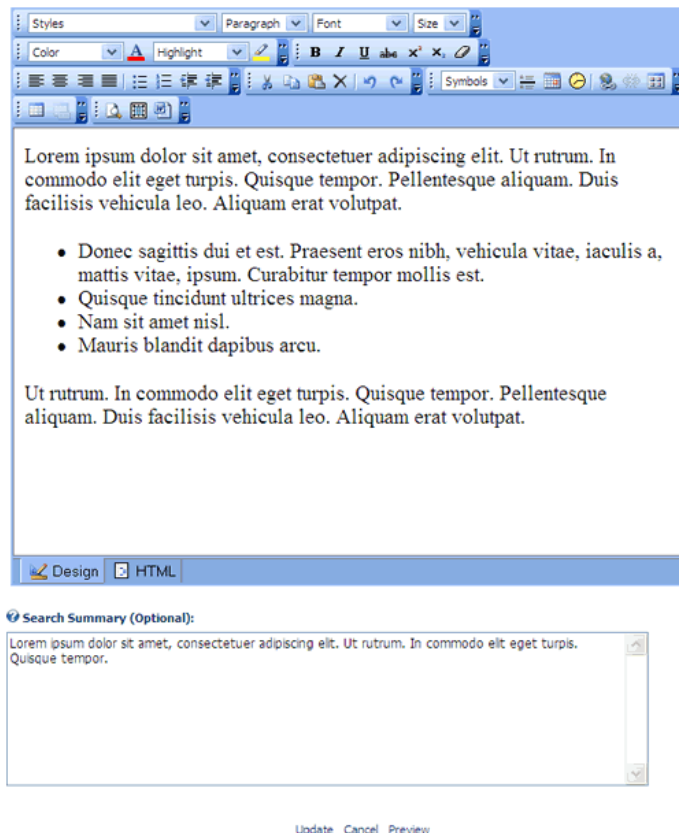 Styles Paragraph Font Size
Color A Highlight B I U abc x² x₂
Symbols
Lorem ipsum dolor sit amet, consectetuer adipiscing elit. Ut rutrum. In
commodo elit eget turpis. Quisque tempor. Pellentesque aliquam. Duis
facilisis vehicula leo. Aliquam erat volutpat.
• Donec sagittis dui et est. Praesent eros nibh, vehicula vitae, iaculis a,
mattis vitae, ipsum. Curabitur tempor mollis est.
• Quisque tincidunt ultrices magna.
• Nam sit amet nisl.
• Mauris blandit dapibus arcu.
Ut rutrum. In commodo elit eget turpis. Quisque tempor. Pellentesque
aliquam. Duis facilisis vehicula leo. Aliquam erat volutpat.
Design HTML
Search Summary (Optional):
Lorem ipsum dolor sit amet, consectetuer adipiscing elit. Ut rutrum. In commodo elit eget turpis.
Quisque tempor.
Update Cancel Preview